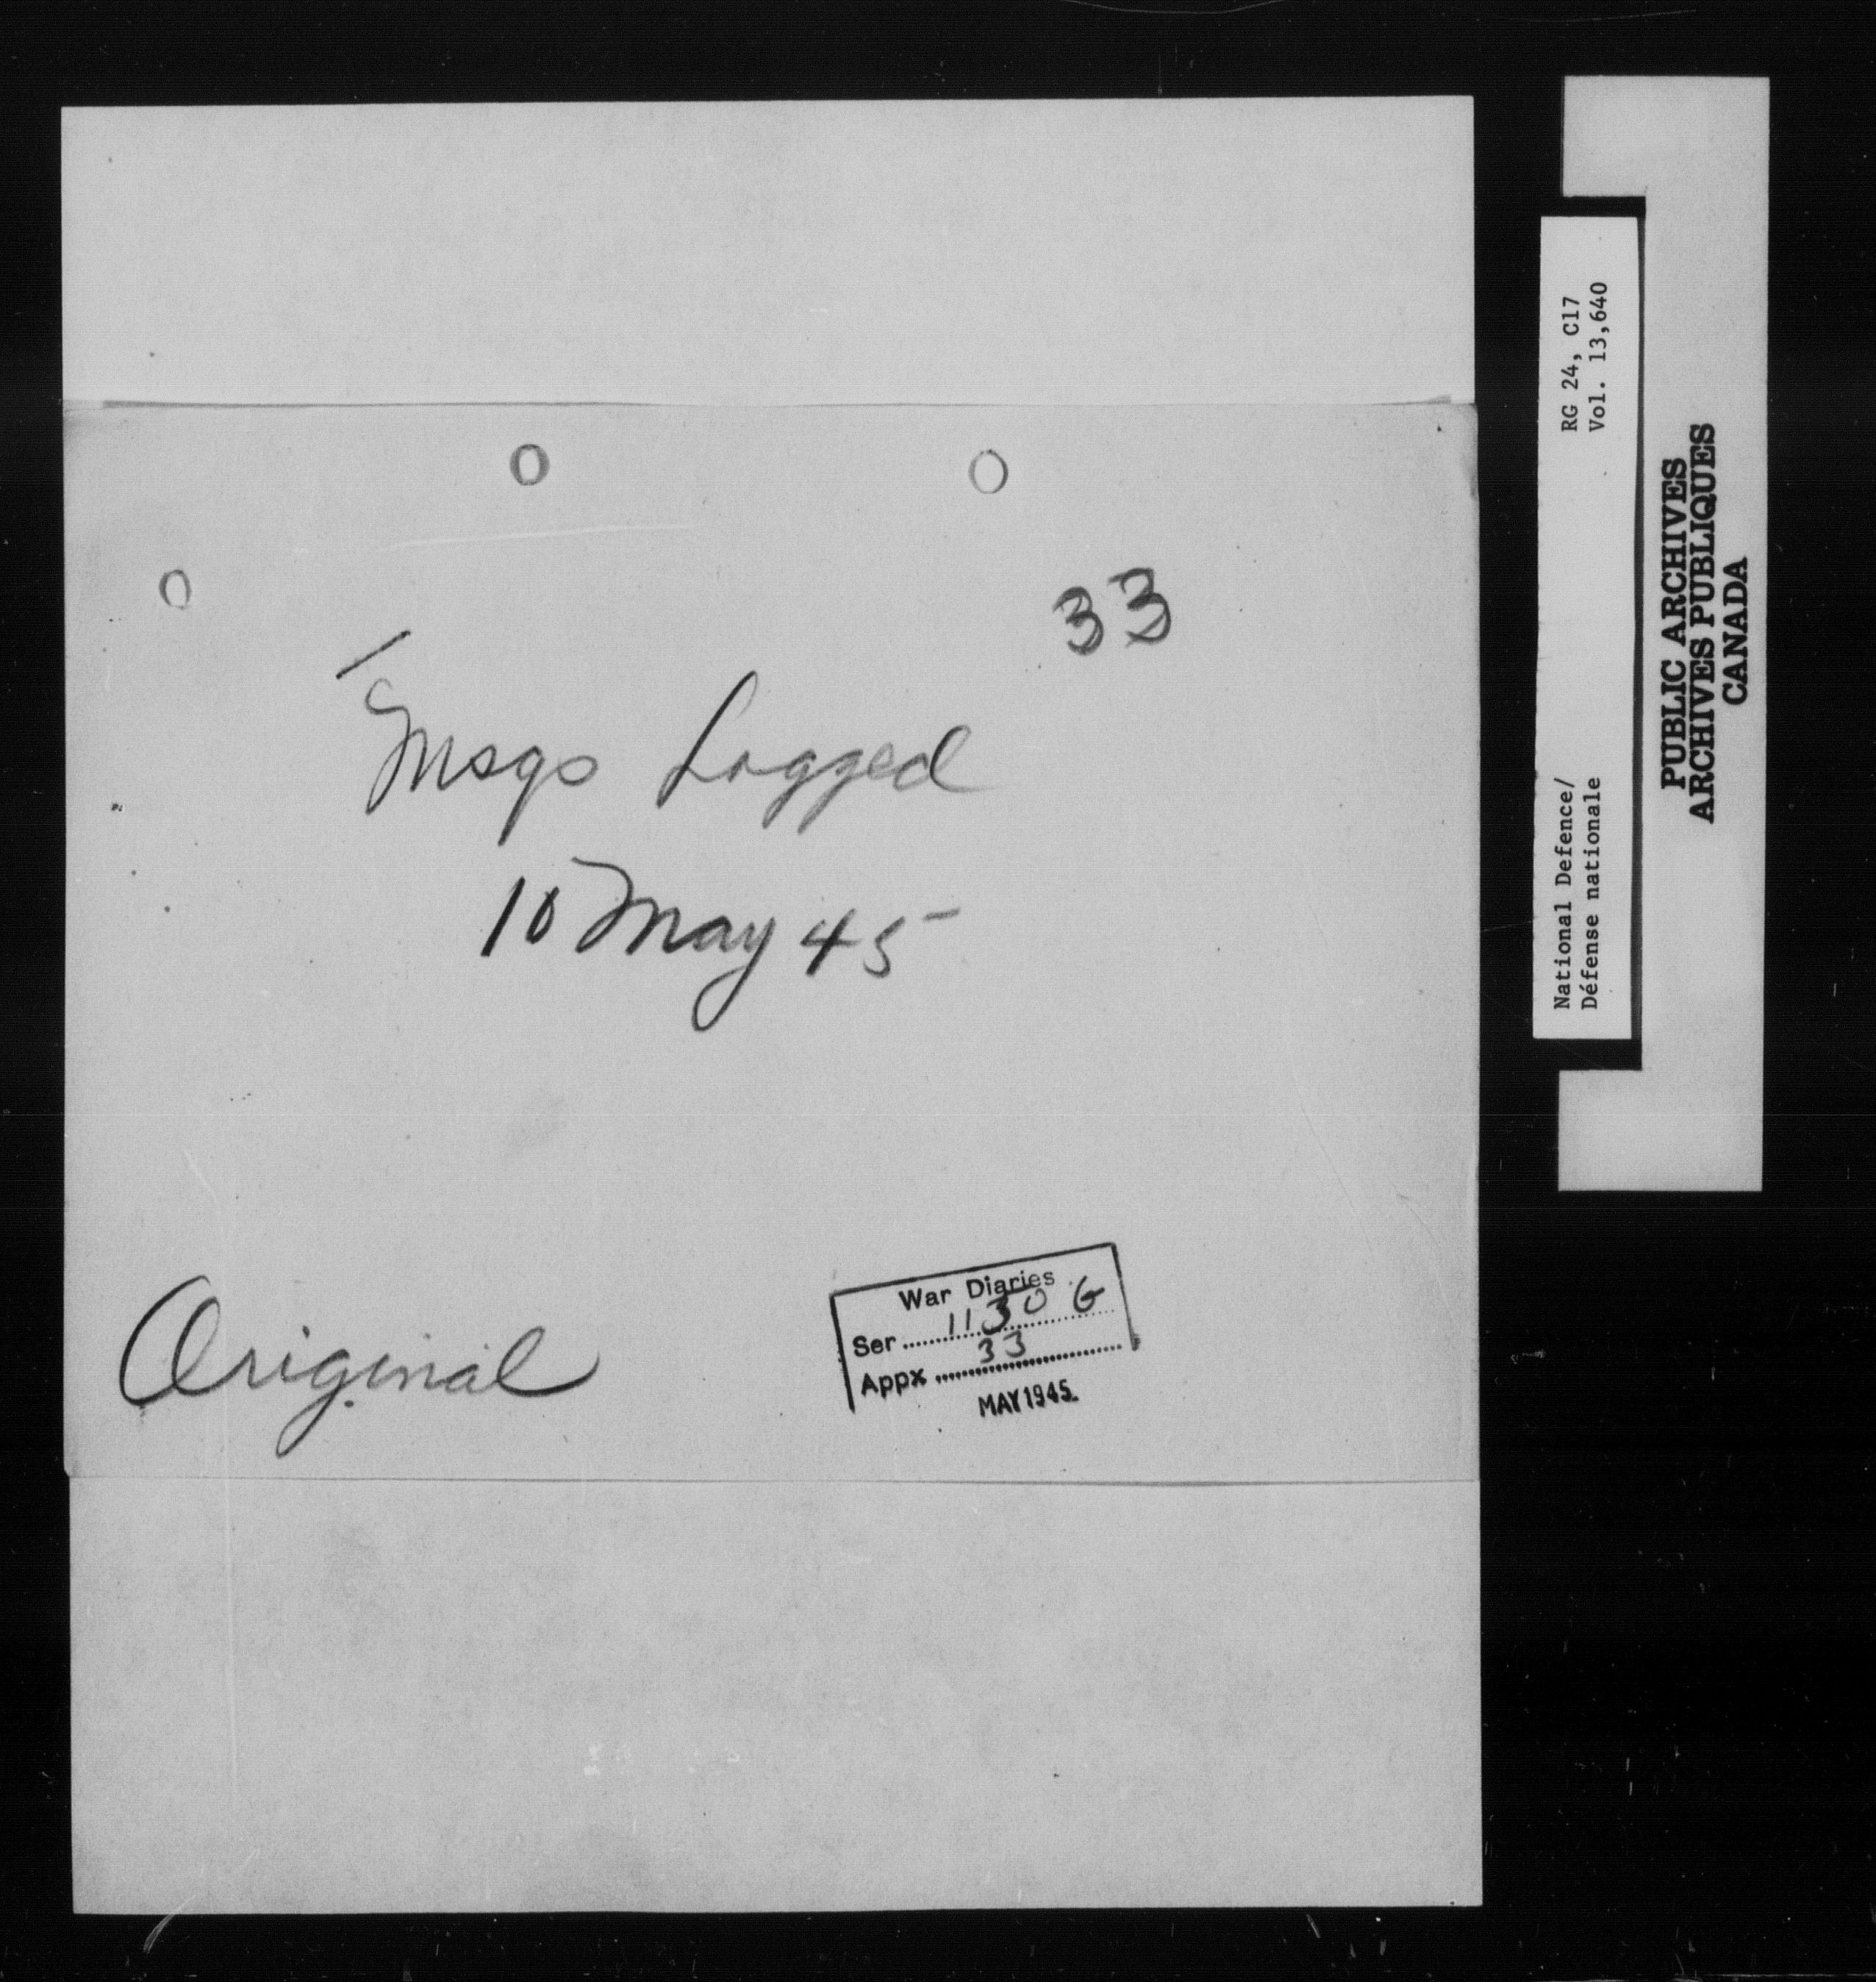 33
Msgs Logged
10 May 45
Original
War Diaries
Ser 1130 G
Appx 33
MAY 1945
RG 24, C17
Vol. 13,640
National Defence/
Défense nationale
PUBLIC ARCHIVES
ARCHIVES PUBLIQUES
CANADA